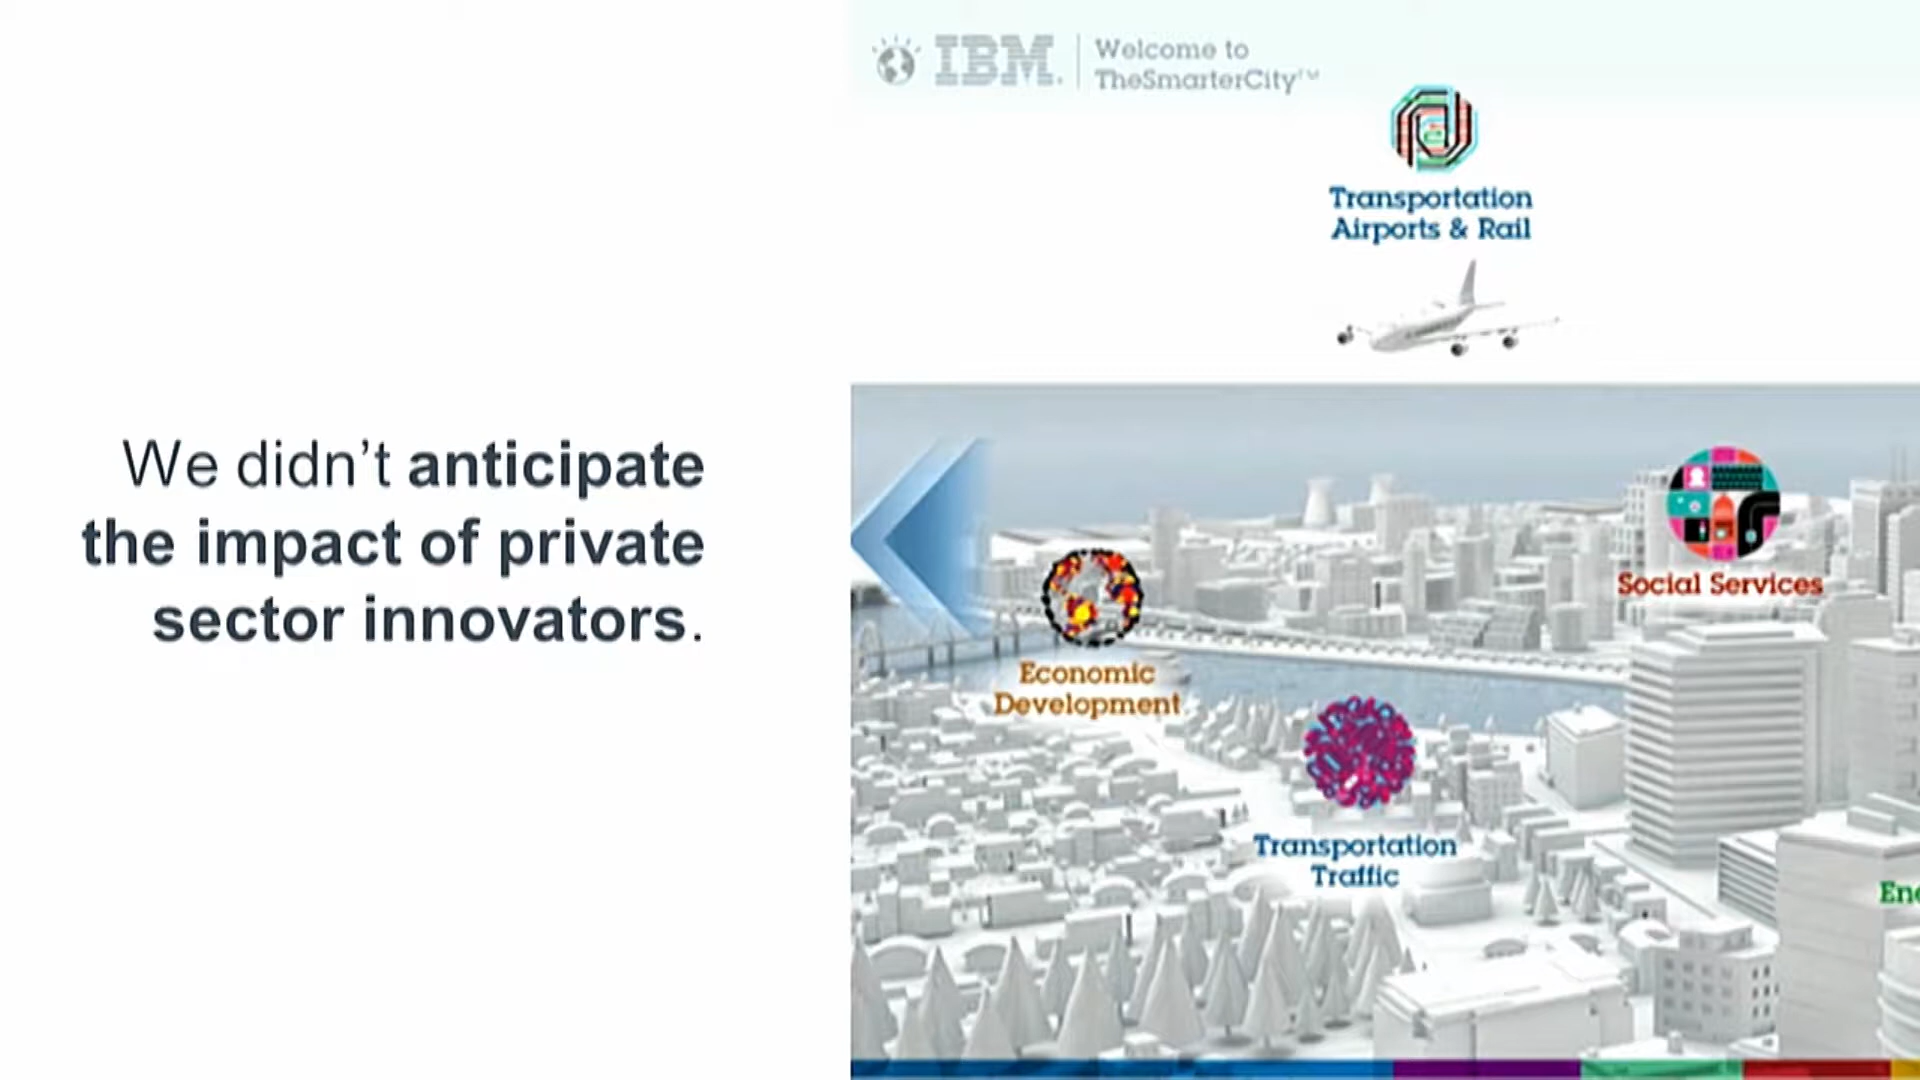 We didn’t anticipate
the impact of private
sector innovators.
IBM.
Welcome to
TheSmarterCity™
Transportation
Airports & Rail
Social Services
Economic
Development
Transportation
Traffic
Ene